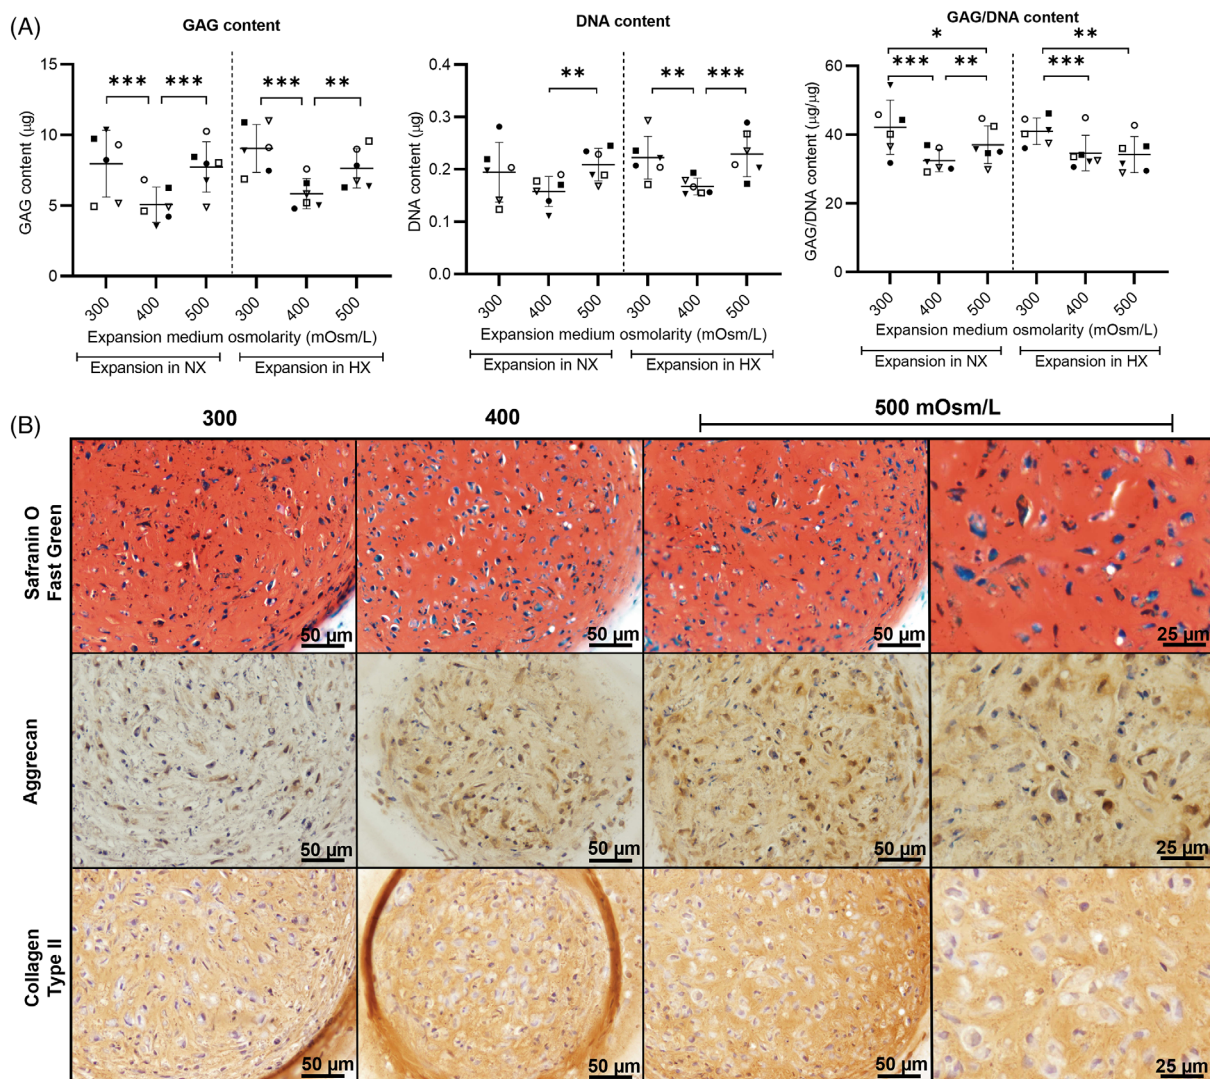 (A)
GAG content
DNA content
GAG/DNA content
*
**
***
***
***
**
**
**
***
***
**
***
15
10
5
0
GAG content (µg)
300
400
500
300
400
500
Expansion medium osmolarity (mOsm/L)
Expansion in NX
Expansion in HX
0.4
0.3
0.2
0.1
0.0
DNA content (µg)
300
400
500
300
400
500
Expansion medium osmolarity (mOsm/L)
Expansion in NX
Expansion in HX
60
40
20
0
GAG/DNA content (µg/µg)
300
400
500
300
400
500
Expansion medium osmolarity (mOsm/L)
Expansion in NX
Expansion in HX
(B)
300
400
500 mOsm/L
Safranin O
Fast Green
50 µm
50 µm
50 µm
25 µm
Aggrecan
50 µm
50 µm
50 µm
25 µm
Collagen
Type II
50 µm
50 µm
50 µm
25 µm